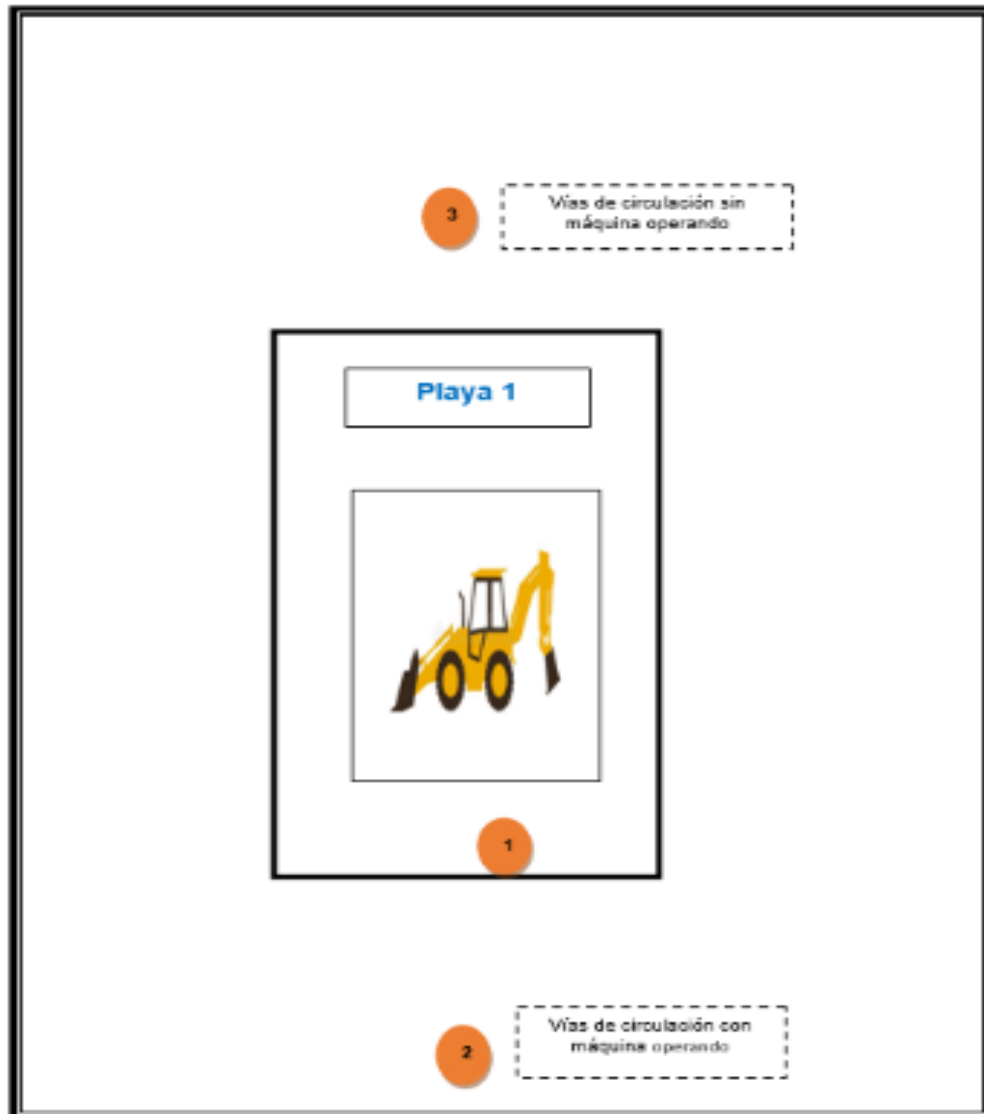 3
Vías de circulación sin
máquina operando
Playa 1
1
2
Vías de circulación con
máquina operando